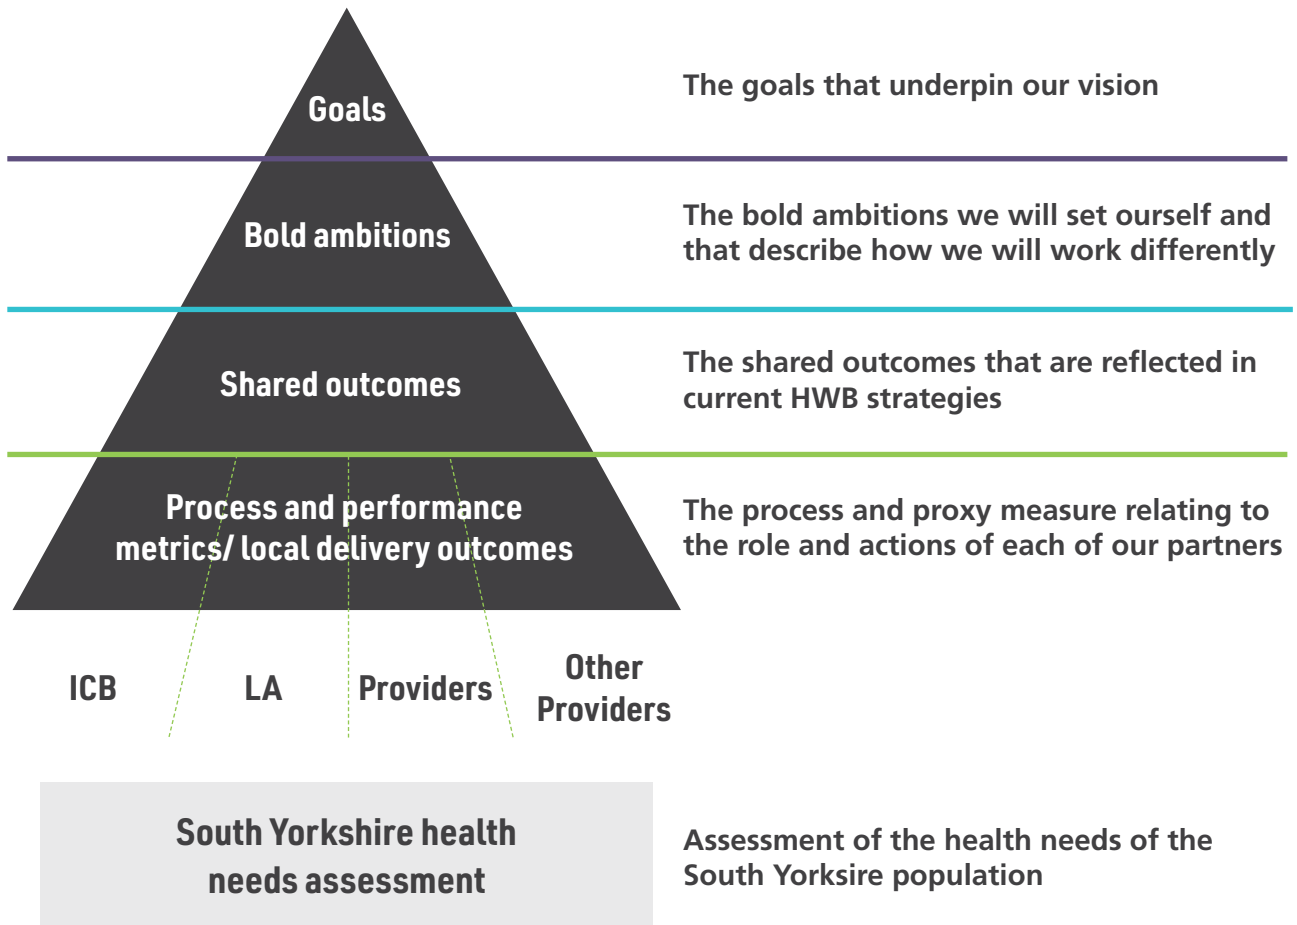 Goals
The goals that underpin our vision
Bold ambitions
The bold ambitions we will set ourself and
that describe how we will work differently
Shared outcomes
The shared outcomes that are reflected in
current HWB strategies
Process and performance
metrics/ local delivery outcomes
The process and proxy measure relating to
the role and actions of each of our partners
ICB
LA
Providers
Other
Providers
South Yorkshire health
needs assessment
Assessment of the health needs of the
South Yorksire population